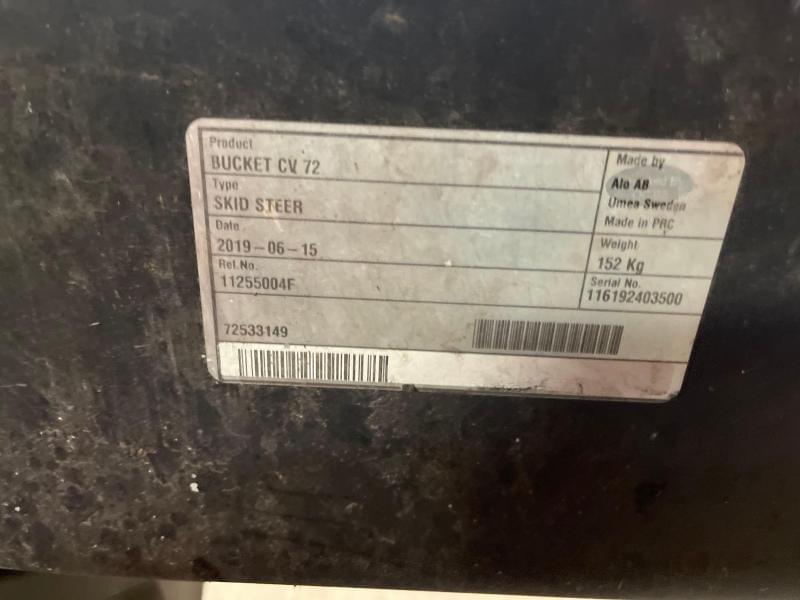 Product
BUCKET CV 72
Type
SKID STEER
Date
2019-06-15
Ref.No.
11255004F
72533149
Made by
Alo AB
Umea Sweden
Made in PRC
Weight
152 Kg
Serial No.
116192403500